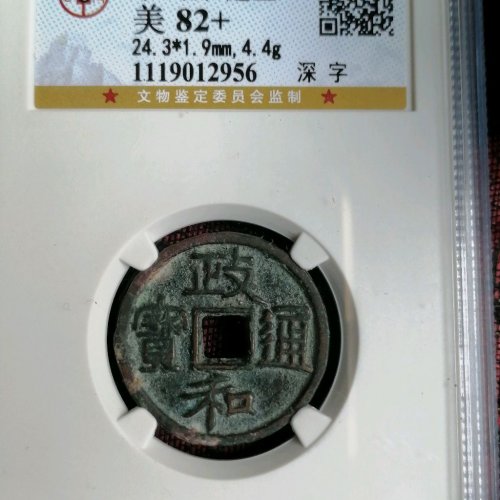 美 82+
24.3*1.9mm,4.4g
1119012956 深字
★ 文物鉴定委员会监制 ★
政
寳 通
和